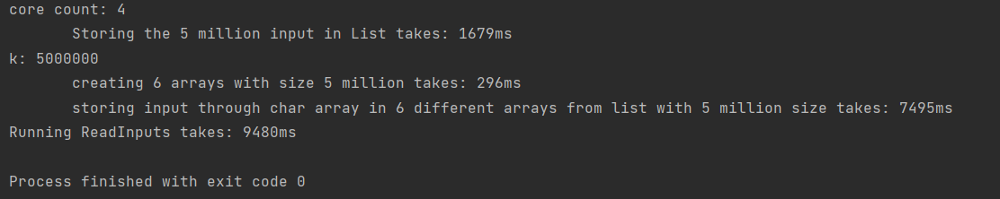 core count: 4
Storing the 5 million input in List takes: 1679ms
k: 5000000
creating 6 arrays with size 5 million takes: 296ms
storing input through char array in 6 different arrays from list with 5 million size takes: 7495ms
Running ReadInputs takes: 9480ms
Process finished with exit code 0